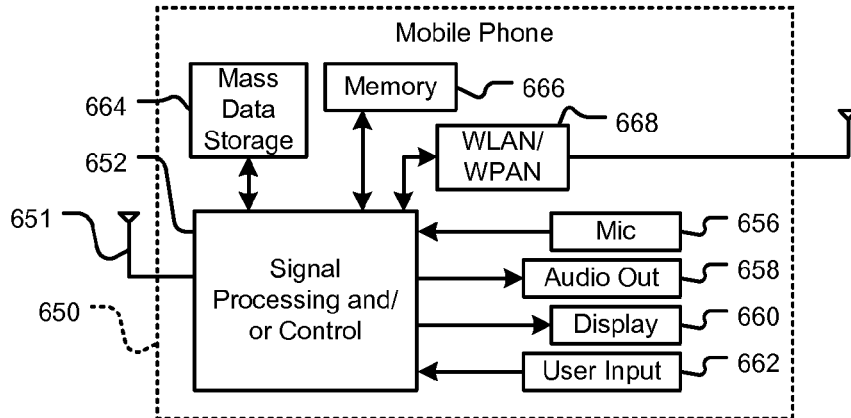 Mobile Phone
Mass
Data
Storage
664
Memory
666
668
WLAN/
WPAN
652
651
Mic
656
Signal
Processing and/
or Control
Audio Out
658
650
Display
660
User Input
662